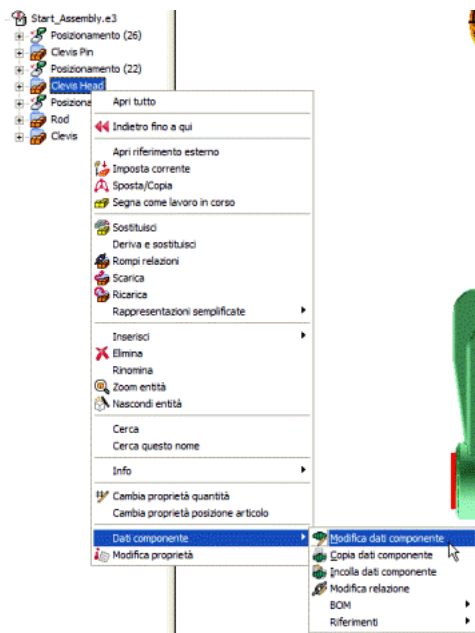 Start_Assembly.e3
Posizionamento (26)
Clevis Pin
Posizionamento (22)
Clevis Head
Posiziona
Rod
Clevis
Apri tutto
Indietro fino a qui
Apri riferimento esterno
Imposta corrente
Sposta/Copia
Segna come lavoro in corso
Sostituisci
Deriva e sostituisci
Rompi relazioni
Scarica
Ricarica
Rappresentazioni semplificate
Inserisci
Elimina
Rinomina
Zoom entità
Nascondi entità
Cerca
Cerca questo nome
Info
Cambia proprietà quantità
Cambia proprietà posizione articolo
Dati componente
Modifica proprietà
Modifica dati componente
Copia dati componente
Incolla dati componente
Modifica relazione
BOM
Riferimenti